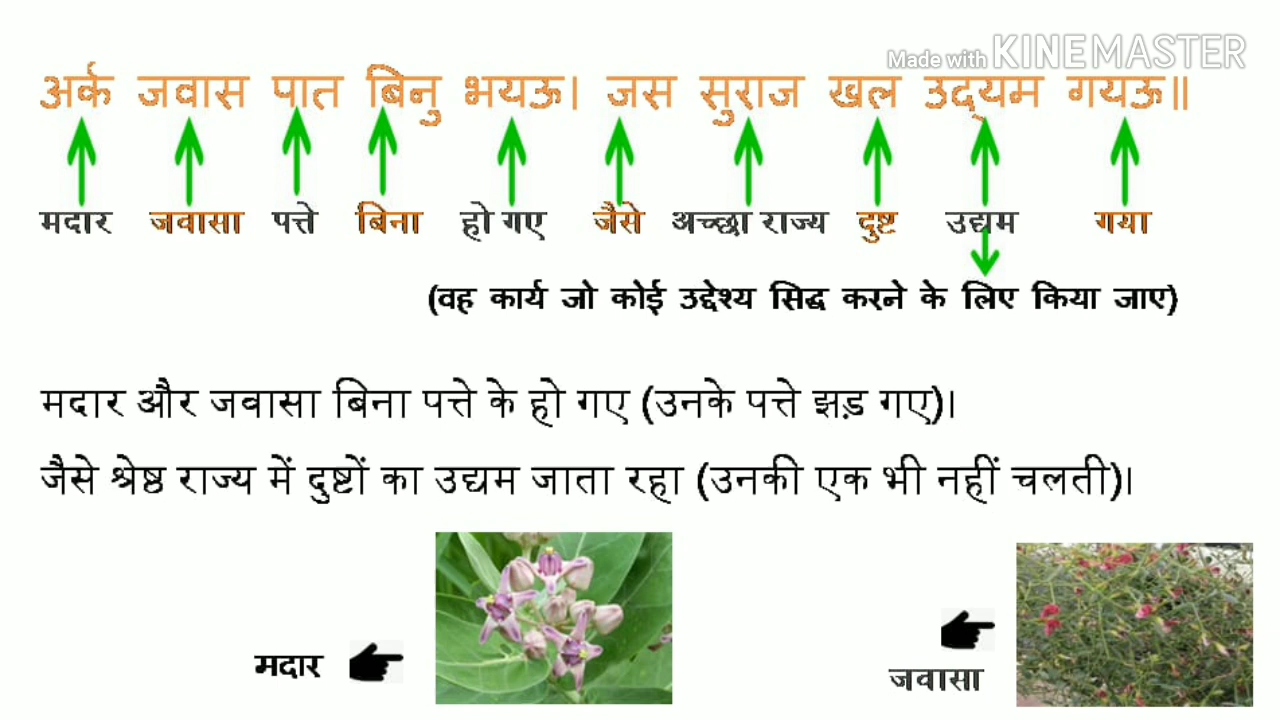 Made with KINEMASTER
अर्क जवास पात बिनु भयऊ। जस सुराज खल उद्यम गयऊ॥
मदार जवासा पत्ते बिना हो गए जैसे अच्छा राज्य दुष्ट उद्यम गया
(वह कार्य जो कोई उद्देश्य सिद्ध करने के लिए किया जाए)
मदार और जवासा बिना पत्ते के हो गए (उनके पत्ते झड़ गए)।
जैसे श्रेष्ठ राज्य में दुष्टों का उद्यम जाता रहा (उनकी एक भी नहीं चलती)।
मदार
जवासा